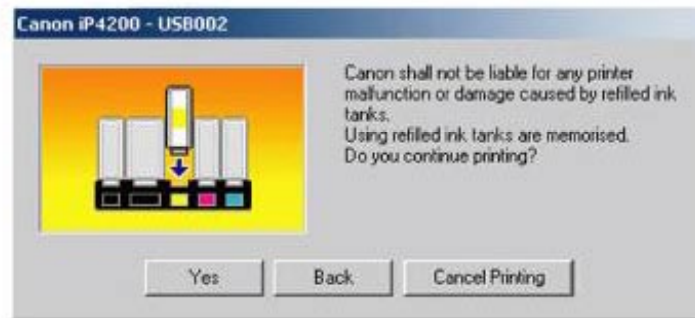 Canon iP4200 - USB002
Canon shall not be liable for any printer
malfunction or damage caused by refilled ink
tanks.
Using refilled ink tanks are memorised.
Do you continue printing?
Yes
Back
Cancel Printing